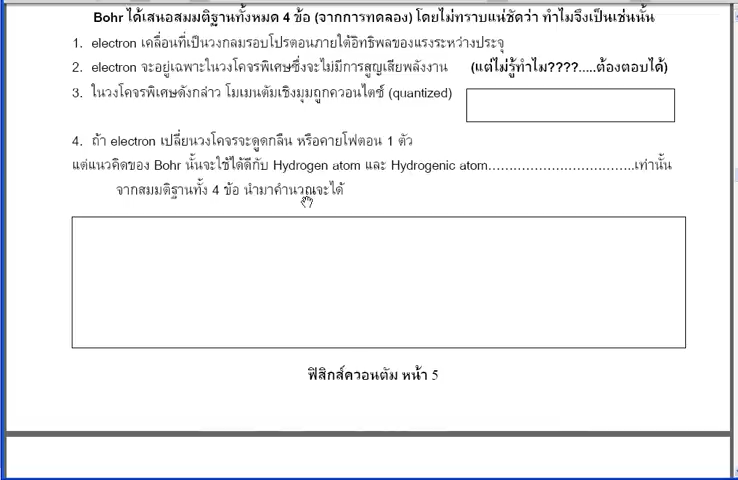 Bohr ได้เสนอสมมติฐานทั้งหมด 4 ข้อ (จากการทดลอง) โดยไม่ทราบแน่ชัดว่า ทำไมจึงเป็นเช่นนั้น
1. electron เคลื่อนที่เป็นวงกลมรอบโปรตอนภายใต้อิทธิพลของแรงระหว่างประจุ
2. electron จะอยู่เฉพาะในวงโคจรพิเศษซึ่งจะไม่มีการสูญเสียพลังงาน (แต่ไม่รู้ทำไม????.....ต้องตอบได้)
3. ในวงโคจรพิเศษดังกล่าว โมเมนตัมเชิงมุมถูกควอนไตซ์ (quantized)
4. ถ้า electron เปลี่ยนวงโคจรจะดูดกลืน หรือคายโฟตอน 1 ตัว
แต่แนวคิดของ Bohr นั้นจะใช้ได้ดีกับ Hydrogen atom และ Hydrogenic atom……………………………..เท่านั้น
จากสมมติฐานทั้ง 4 ข้อ นำมาคำนวณจะได้
ฟิสิกส์ควอนตัม หน้า 5